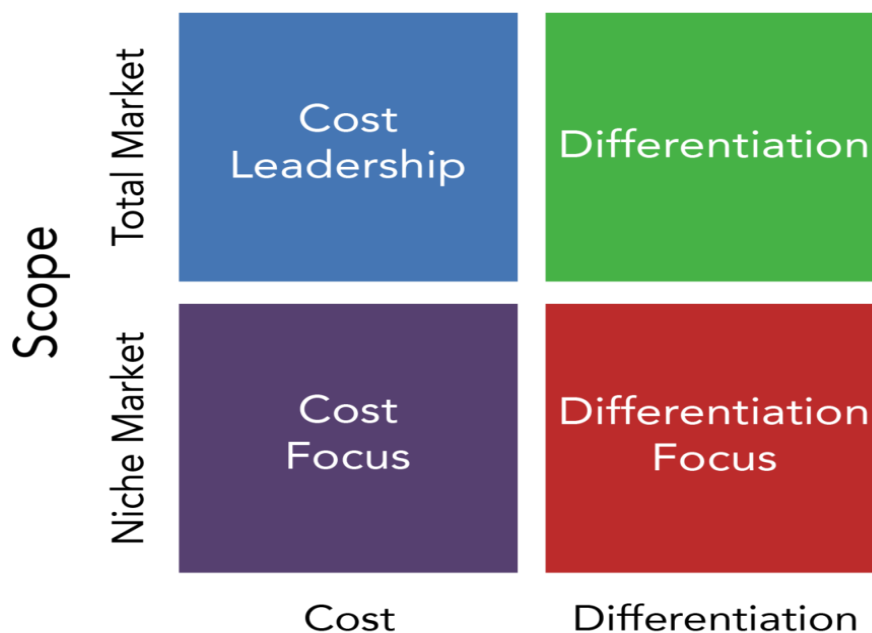 Scope
Total Market
Cost
Leadership
Differentiation
Niche Market
Cost
Focus
Differentiation
Focus
Cost
Differentiation